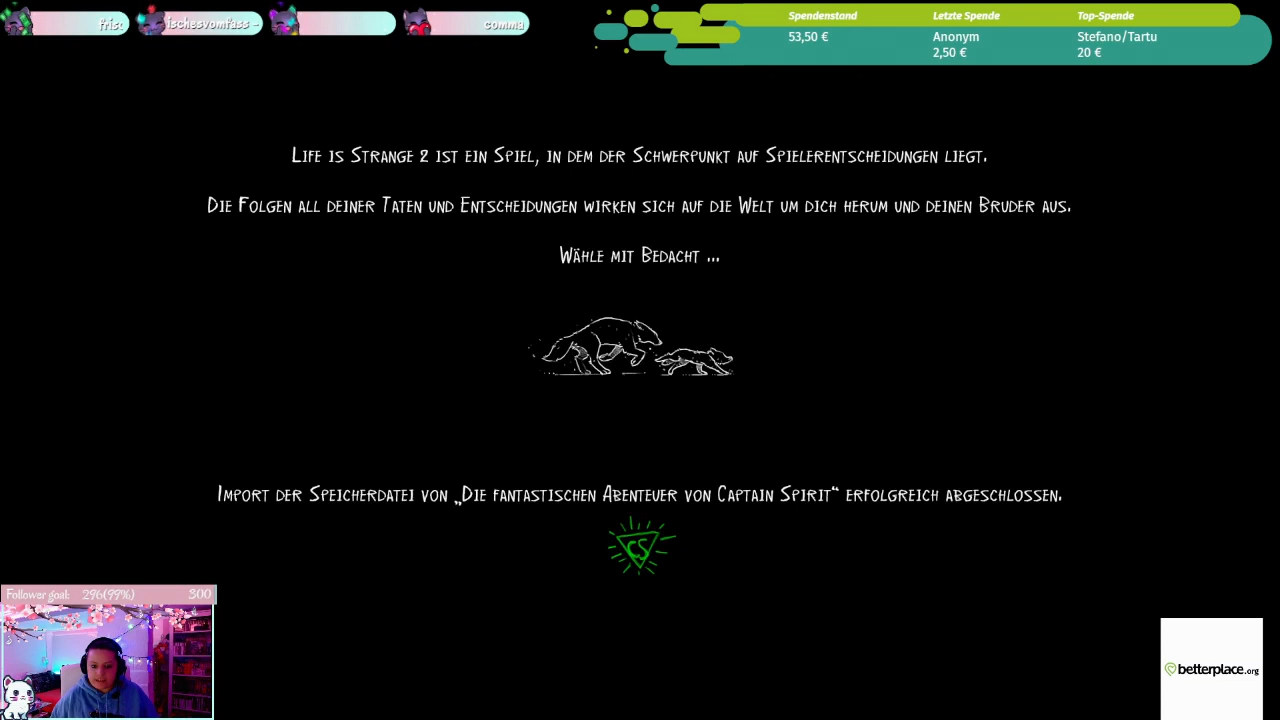 ischesvomfass -
comma
Spendenstand
Letzte Spende
Top-Spende
53,50 €
Anonym
2,50 €
Stefano/Tartu
20 €
Life is Strange 2 ist ein Spiel, in dem der Schwerpunkt auf Spielerentscheidungen liegt.
Die Folgen all deiner Taten und Entscheidungen wirken sich auf die Welt um dich herum und deinen Bruder aus.
Wähle mit Bedacht ...
Import der Speicherdatei von „Die fantastischen Abenteuer von Captain Spirit“ erfolgreich abgeschlossen.
CS
Follower goal: 296(99%) 300
betterplace.org